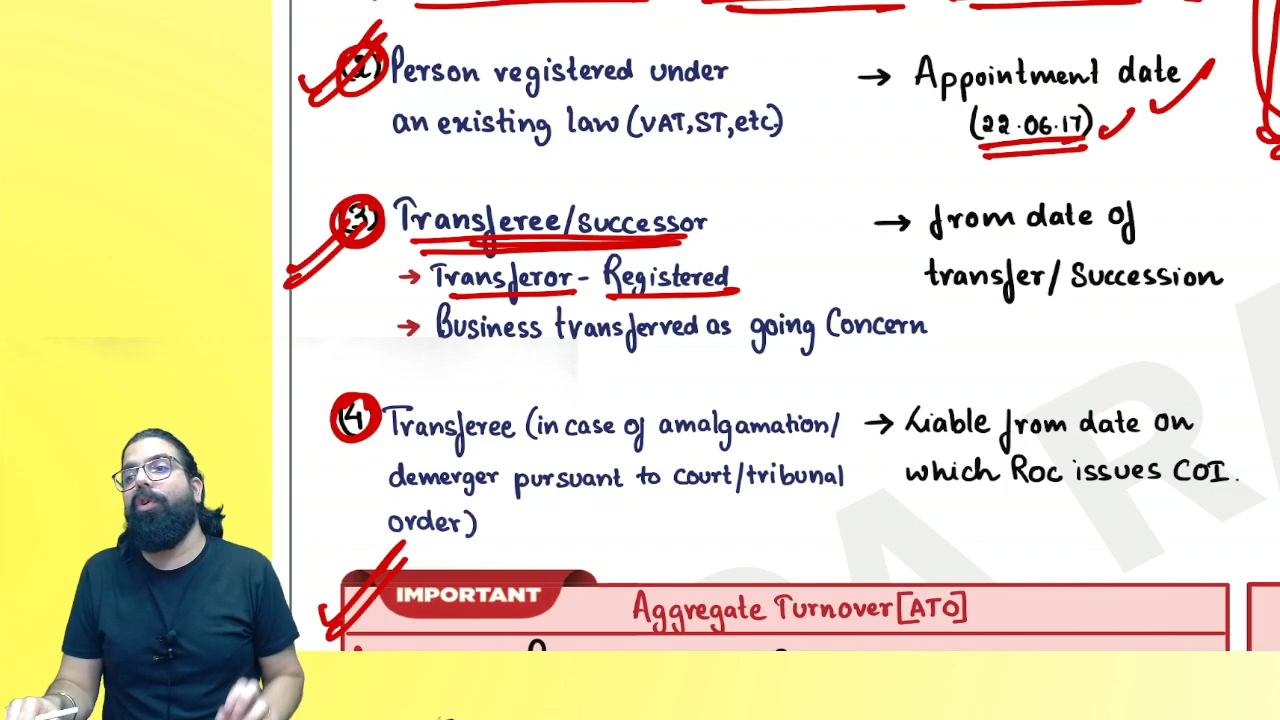 (2) Person registered under → Appointment date
an existing law (VAT, ST, etc.) (22.06.17)
(3) Transferee/successor → from date of
→ Transferor - Registered transfer/Succession
→ Business transferred as going Concern
(4) Transferee (in case of amalgamation/ → Liable from date on
demerger pursuant to court/tribunal which Roc issues COI.
order)
IMPORTANT
Aggregate Turnover [ATO]